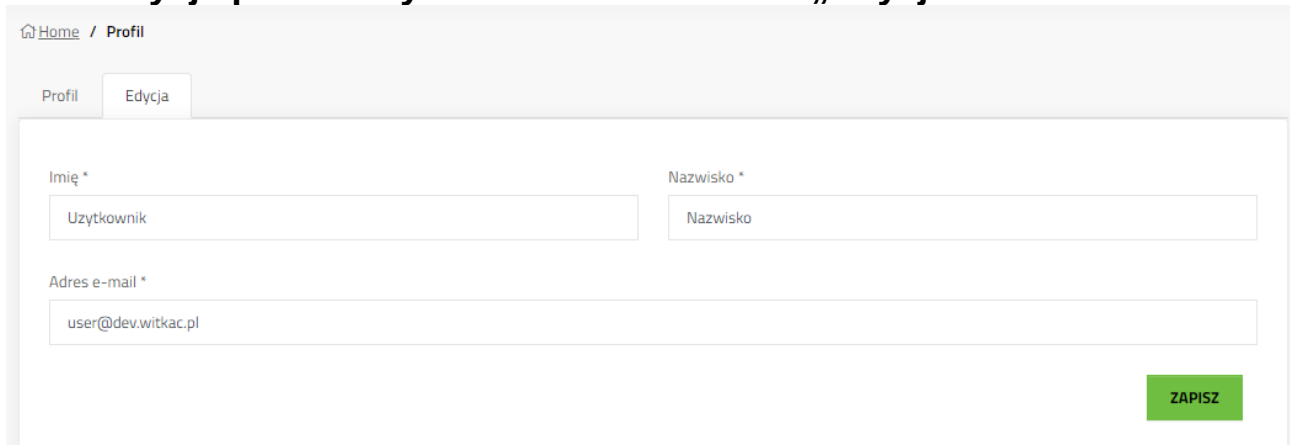 Home / Profil
Profil Edycja
Imię * Nazwisko *
Uzytkownik Nazwisko
Adres e-mail *
user@dev.witkac.pl
ZAPISZ